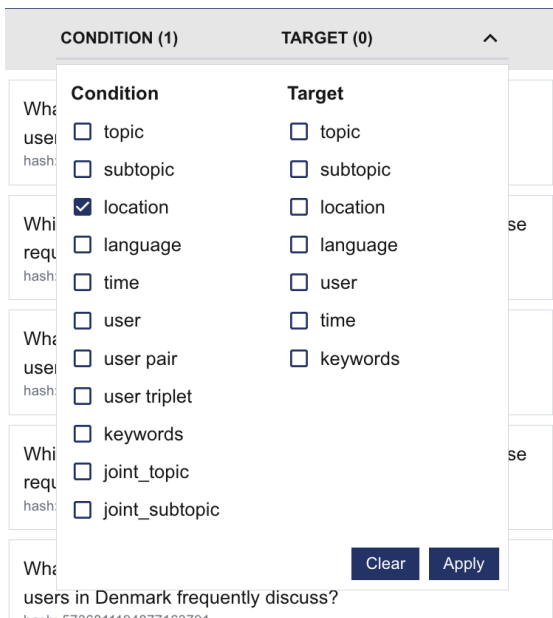 CONDITION (1) TARGET (0)
Condition Target
topic topic
subtopic subtopic
location location
language language
time user
user time
user pair keywords
user triplet
keywords
joint_topic
joint_subtopic
Clear Apply
users in Denmark frequently discuss?